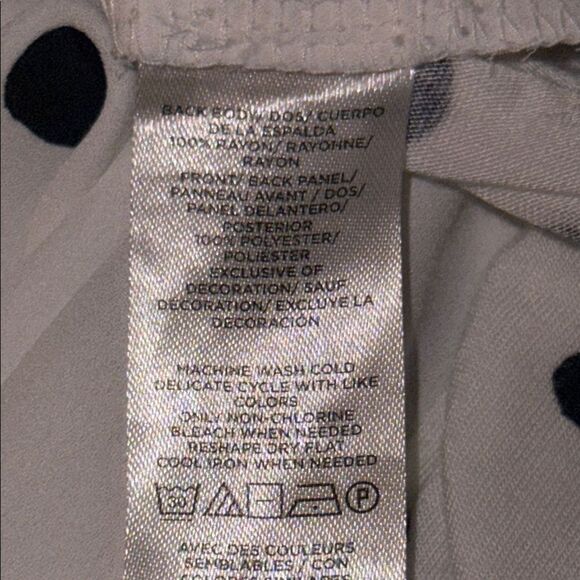 BACK BODY/ DOS/ CUERPO
DE LA ESPALDA
100% RAYON/ RAYONNE/
RAYON
FRONT/ BACK PANEL/
PANNEAU AVANT / DOS/
PANEL DELANTERO/
POSTERIOR
100% POLYESTER/
POLIESTER
EXCLUSIVE OF
DECORATION/ SAUF
DECORATION/ EXCLUYE LA
DECORACIÓN
MACHINE WASH COLD
DELICATE CYCLE WITH LIKE
COLORS
ONLY NON-CHLORINE
BLEACH WHEN NEEDED
RESHAPE DRY FLAT
COOL IRON WHEN NEEDED
30 P
AVEC DES COULEURS
SEMBLABLES / CON